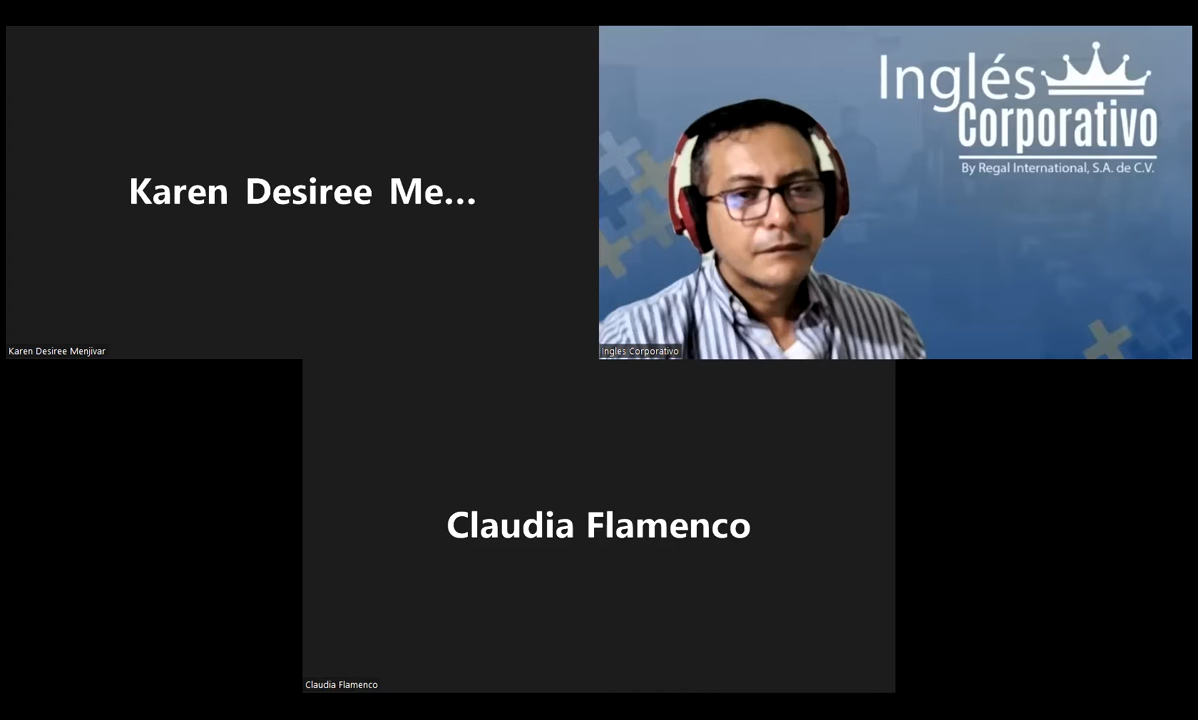 Karen Desiree Me...
Karen Desiree Menjivar
Inglés
Corporativo
By Regal International, S.A. de C.V.
Ingles Corporativo
Claudia Flamenco
Claudia Flamenco